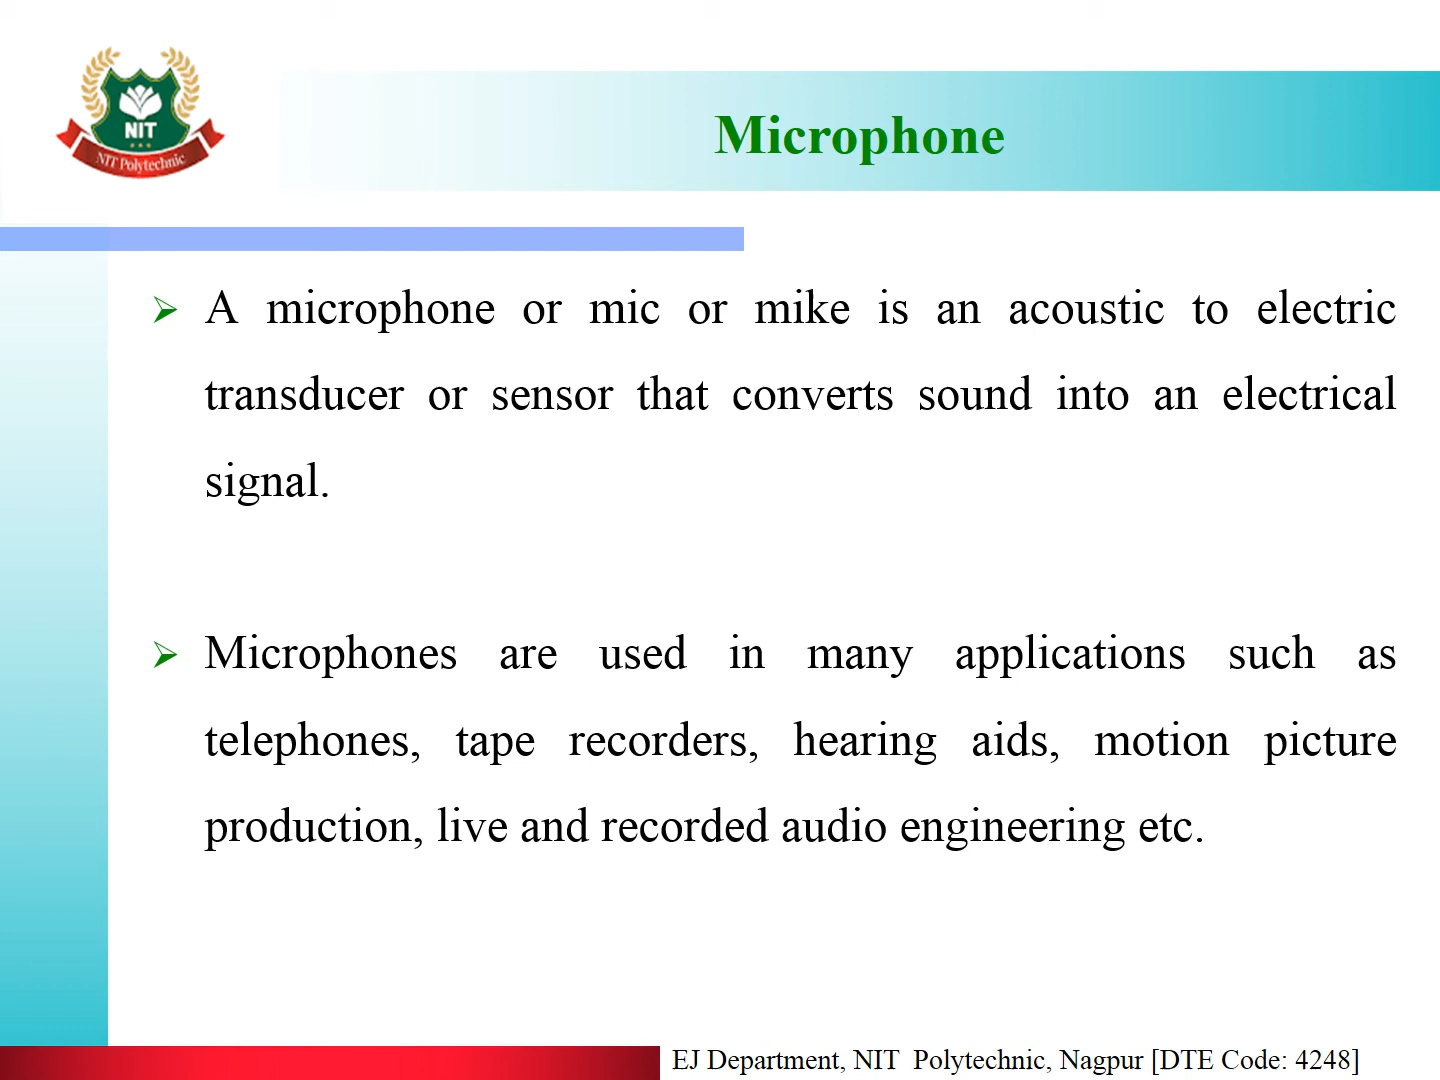 NIT
NIT Polytechnic
Microphone
A microphone or mic or mike is an acoustic to electric
transducer or sensor that converts sound into an electrical
signal.
Microphones are used in many applications such as
telephones, tape recorders, hearing aids, motion picture
production, live and recorded audio engineering etc.
EJ Department, NIT  Polytechnic, Nagpur [DTE Code: 4248]